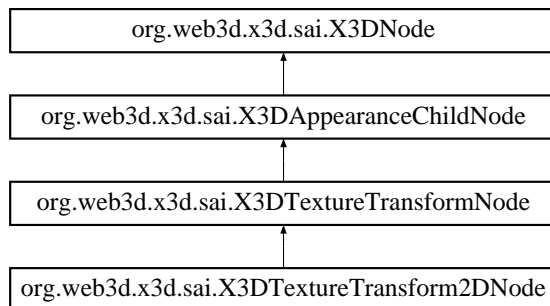 org.web3d.x3d.sai.X3DNode
org.web3d.x3d.sai.X3DAppearanceChildNode
org.web3d.x3d.sai.X3DTextureTransformNode
org.web3d.x3d.sai.X3DTextureTransform2DNode